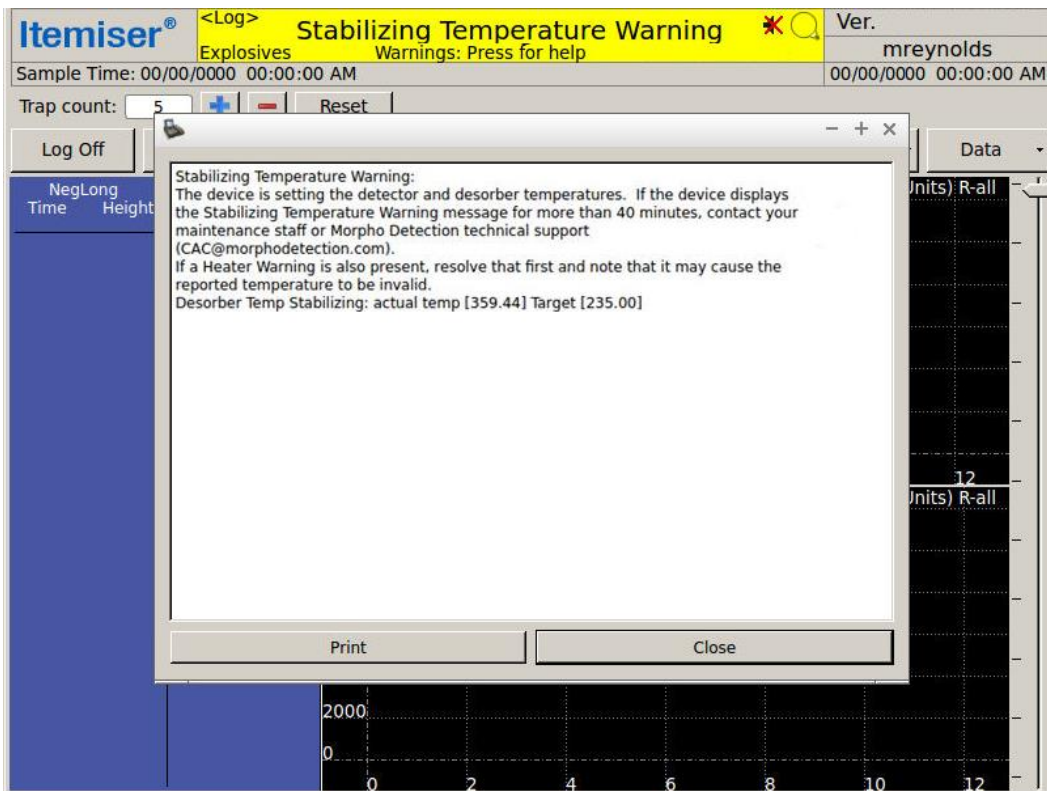 Itemiser®
<Log>
Stabilizing Temperature Warning
Explosives
Warnings: Press for help
Ver.
mreynolds
Sample Time: 00/00/0000 00:00:00 AM
00/00/0000 00:00:00 AM
Trap count: 5
Reset
Log Off
Data
NegLong
Time Height
Stabilizing Temperature Warning:
The device is setting the detector and desorber temperatures. If the device displays
the Stabilizing Temperature Warning message for more than 40 minutes, contact your
maintenance staff or Morpho Detection technical support
(CAC@morphodetection.com).
If a Heater Warning is also present, resolve that first and note that it may cause the
reported temperature to be invalid.
Desorber Temp Stabilizing: actual temp [359.44] Target [235.00]
Print
Close
R-all
12
R-all
2000
0
0 2 4 6 8 10 12